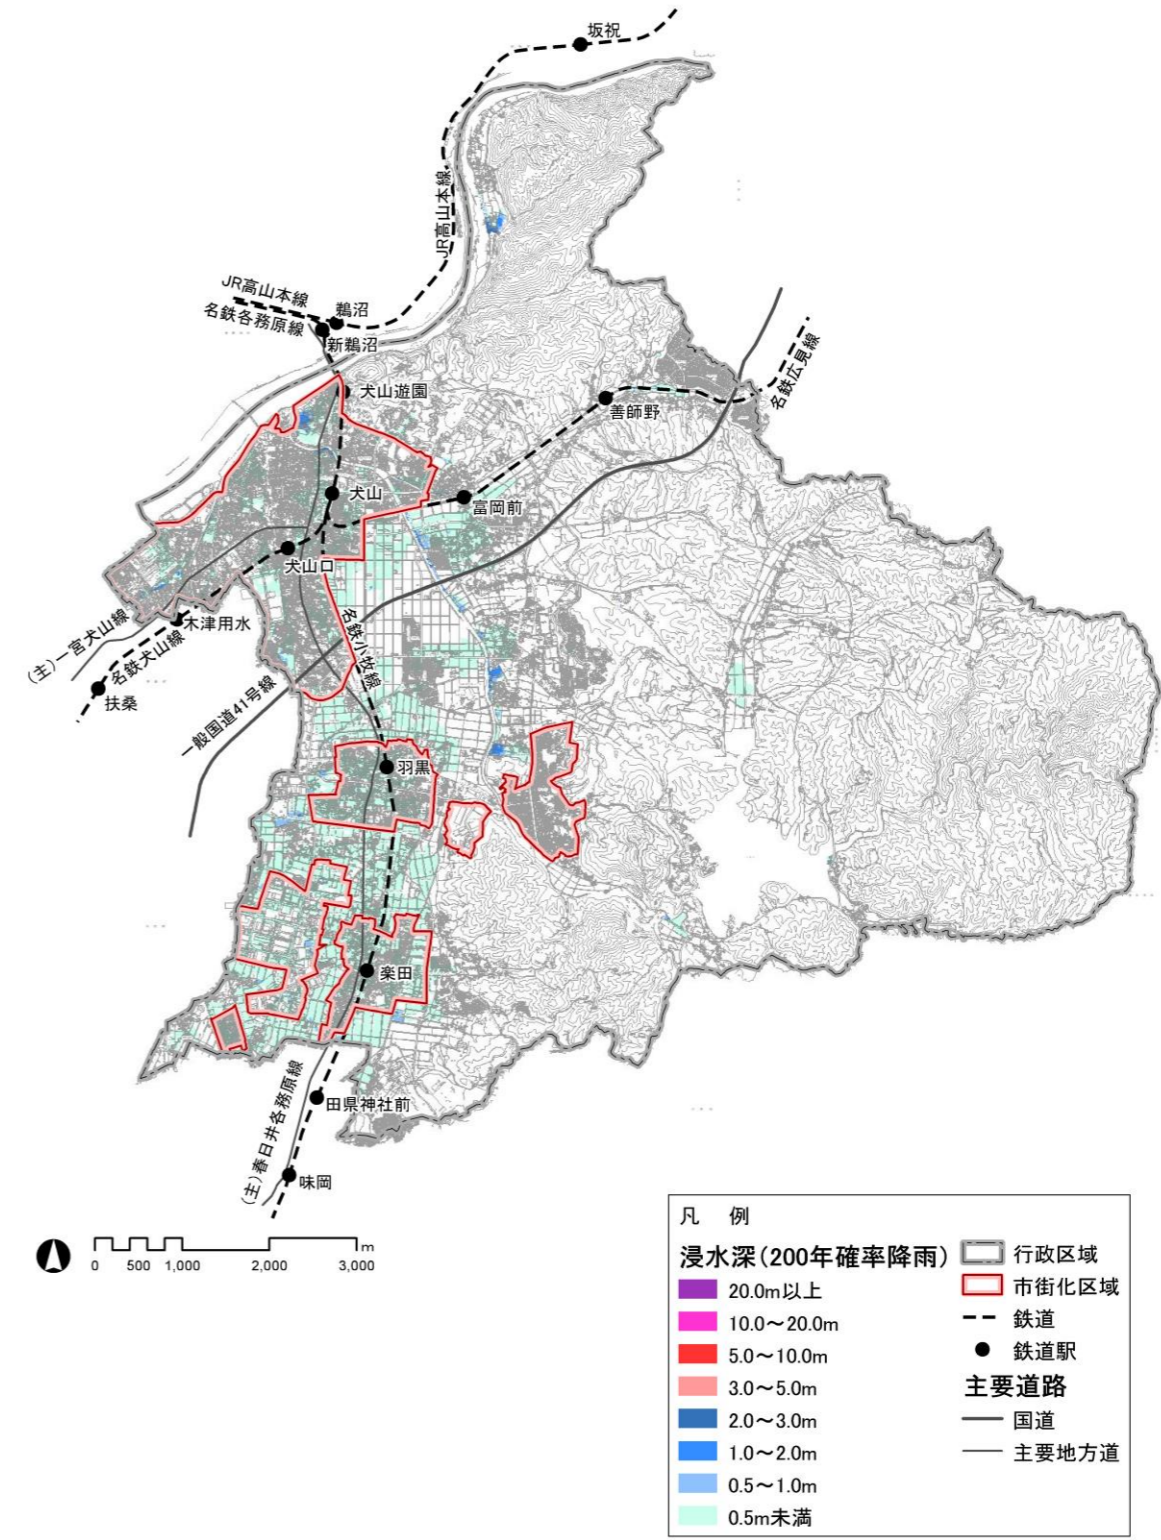 坂祝
JR高山本線
JR高山本線
名鉄各務原線
鵜沼
新鵜沼
犬山遊園
善師野
名鉄広見線
犬山
富岡前
犬山口
木津用水
(主)一宮犬山線
名鉄犬山線
扶桑
名鉄小牧線
一般国道41号線
羽黒
楽田
(主)春日井各務原線
田県神社前
味岡
0 500 1,000 2,000 3,000 m
凡 例
浸水深(200年確率降雨)
20.0m以上
10.0~20.0m
5.0~10.0m
3.0~5.0m
2.0~3.0m
1.0~2.0m
0.5~1.0m
0.5m未満
行政区域
市街化区域
鉄道
鉄道駅
主要道路
国道
主要地方道